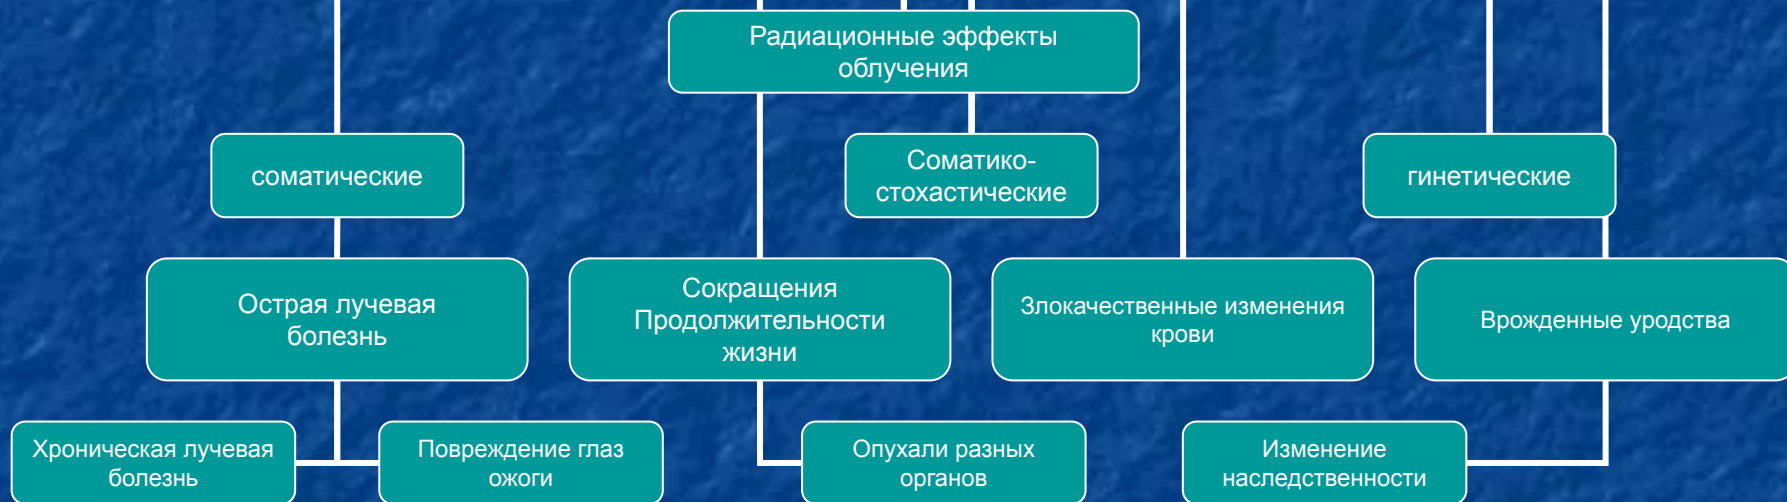 Радиационные эффекты
облучения
соматические
Соматико-
стохастические
гинетические
Острая лучевая
болезнь
Сокращения
Продолжительности
жизни
Злокачественные изменения
крови
Врожденные уродства
Хроническая лучевая
болезнь
Повреждение глаз
ожоги
Опухали разных
органов
Изменение
наследственности